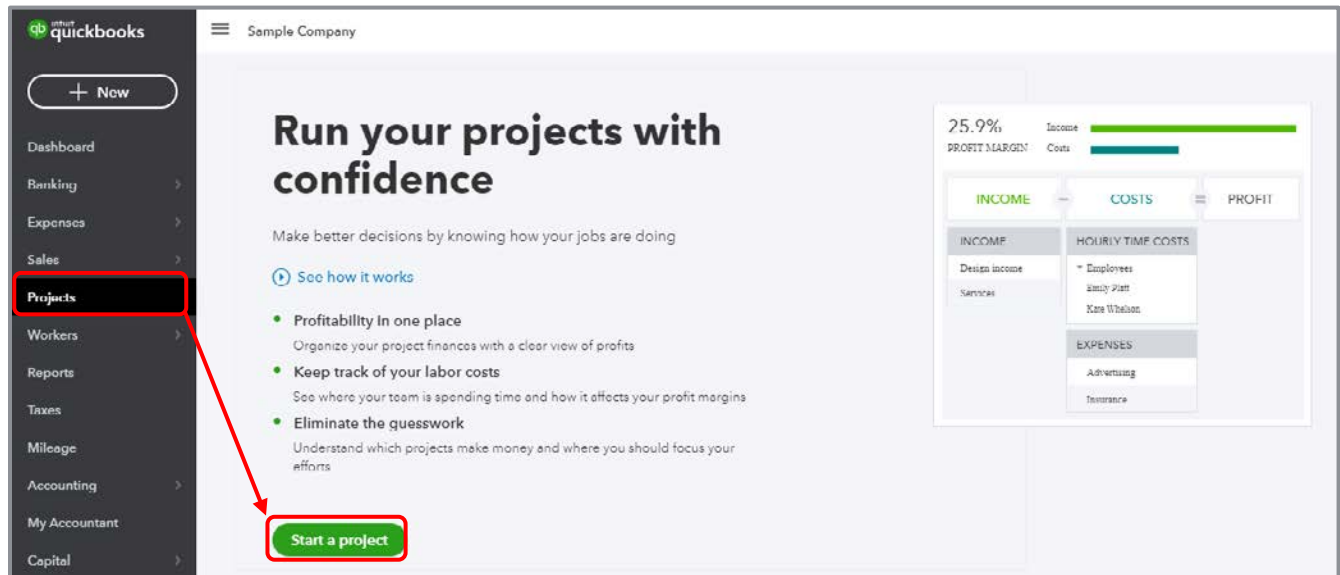 intuit
quickbooks
Sample Company
+ New
Dashboard
Banking
Expenses
Sales
Projects
Workers
Reports
Taxes
Mileage
Accounting
My Accountant
Capital
Run your projects with
confidence
Make better decisions by knowing how your jobs are doing
See how it works
Profitability in one place
Organize your project finances with a clear view of profits
Keep track of your labor costs
See where your team is spending time and how it affects your profit margins
Eliminate the guesswork
Understand which projects make money and where you should focus your
efforts
Start a project
25.9%
PROFIT MARGIN
Income
Costs
INCOME – COSTS = PROFIT
INCOME
Design income
Services
HOURLY TIME COSTS
Employees
Emily Platt
Kate Whelson
EXPENSES
Advertising
Insurance